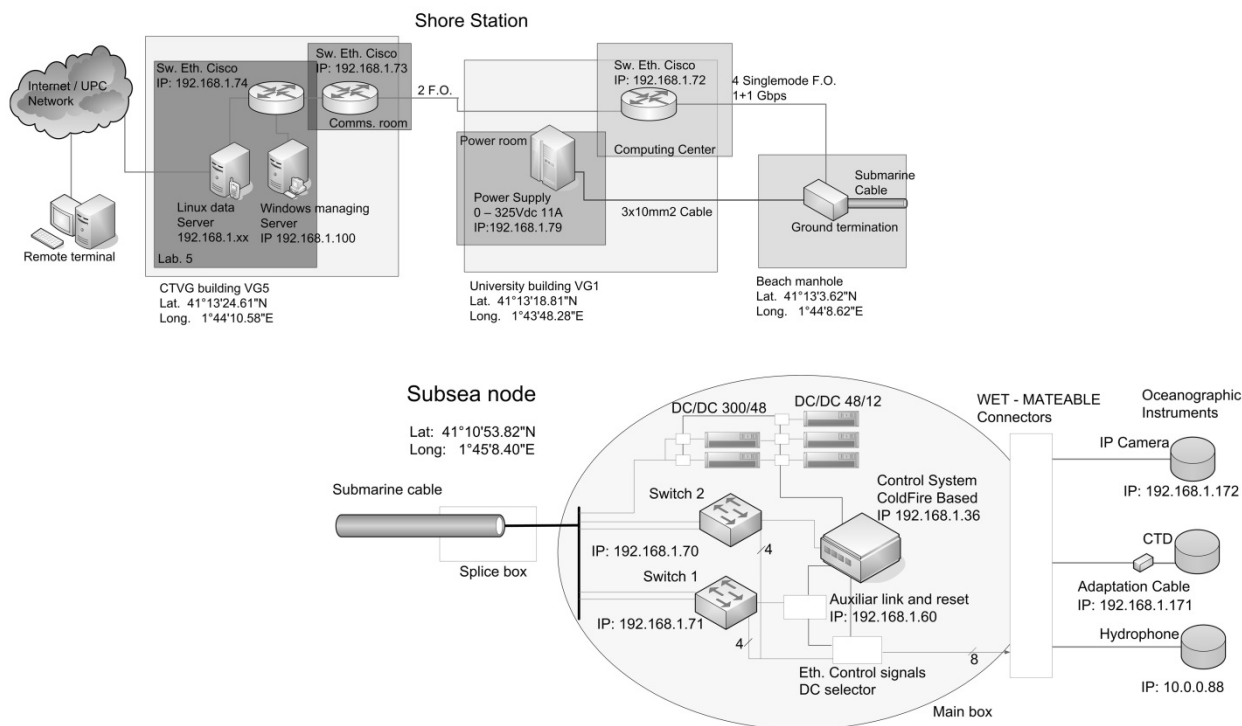 Shore Station
Internet / UPC
Network
Remote terminal
Sw. Eth. Cisco
IP: 192.168.1.74
Sw. Eth. Cisco
IP: 192.168.1.73
Comms. room
Linux data
Server
192.168.1.xx
Windows managing
Server
IP 192.168.1.100
Lab. 5
CTVG building VG5
Lat. 41°13'24.61"N
Long. 1°44'10.58"E
2 F.O.
Sw. Eth. Cisco
IP: 192.168.1.72
Computing Center
Power room
Power Supply
0 – 325Vdc 11A
IP:192.168.1.79
University building VG1
Lat. 41°13'18.81"N
Long. 1°43'48.28"E
4 Singlemode F.O.
1+1 Gbps
3x10mm2 Cable
Submarine
Cable
Ground termination
Beach manhole
Lat. 41°13'3.62"N
Long. 1°44'8.62"E
Subsea node
Lat: 41°10'53.82"N
Long: 1°45'8.40"E
Submarine cable
Splice box
DC/DC 300/48
DC/DC 48/12
Switch 2
IP: 192.168.1.70
4
Switch 1
IP: 192.168.1.71
4
Control System
ColdFire Based
IP 192.168.1.36
Auxiliar link and reset
IP: 192.168.1.60
Eth. Control signals
DC selector
8
Main box
WET - MATEABLE
Connectors
Oceanographic
Instruments
IP Camera
IP: 192.168.1.172
CTD
Adaptation Cable
IP: 192.168.1.171
Hydrophone
IP: 10.0.0.88